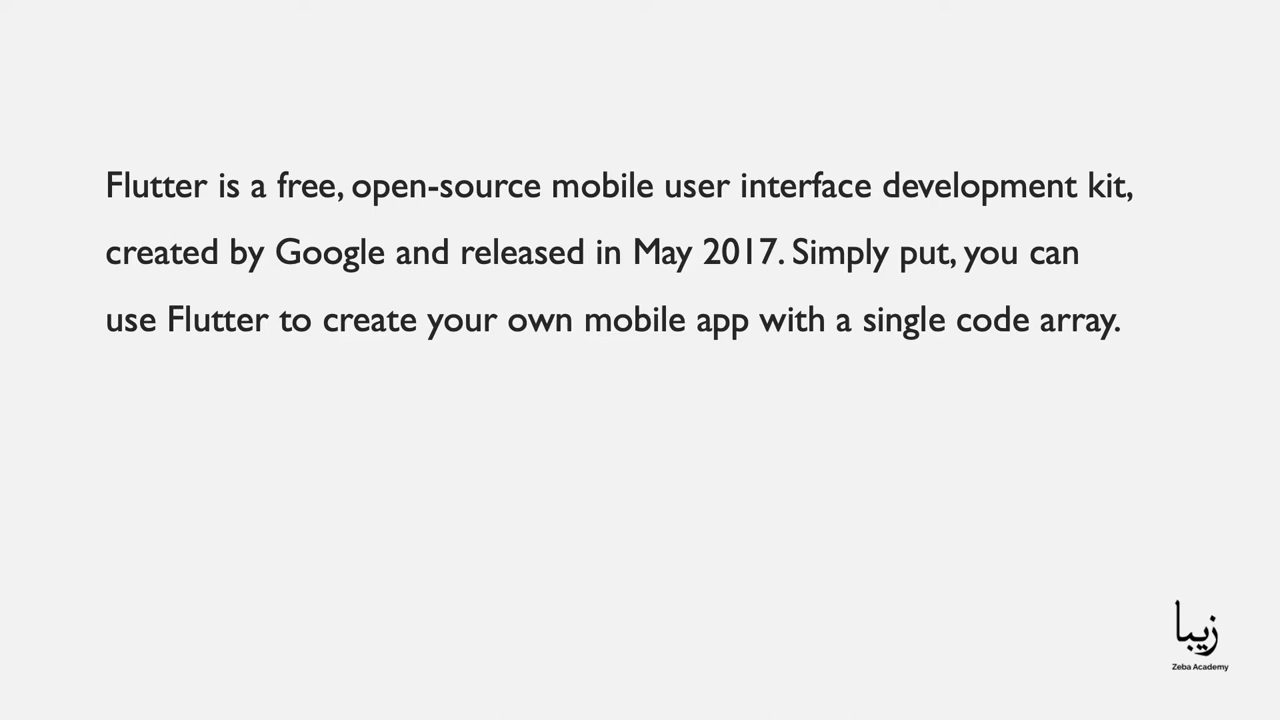 Flutter is a free, open-source mobile user interface development kit,
created by Google and released in May 2017. Simply put, you can
use Flutter to create your own mobile app with a single code array.
زیبا
Zeba Academy